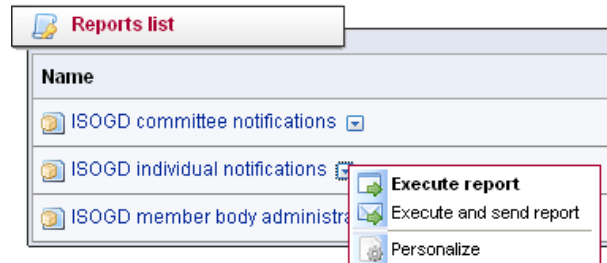 Reports list
Name
ISOGD committee notifications
ISOGD individual notifications
Execute report
Execute and send report
ISOGD member body administra
Personalize